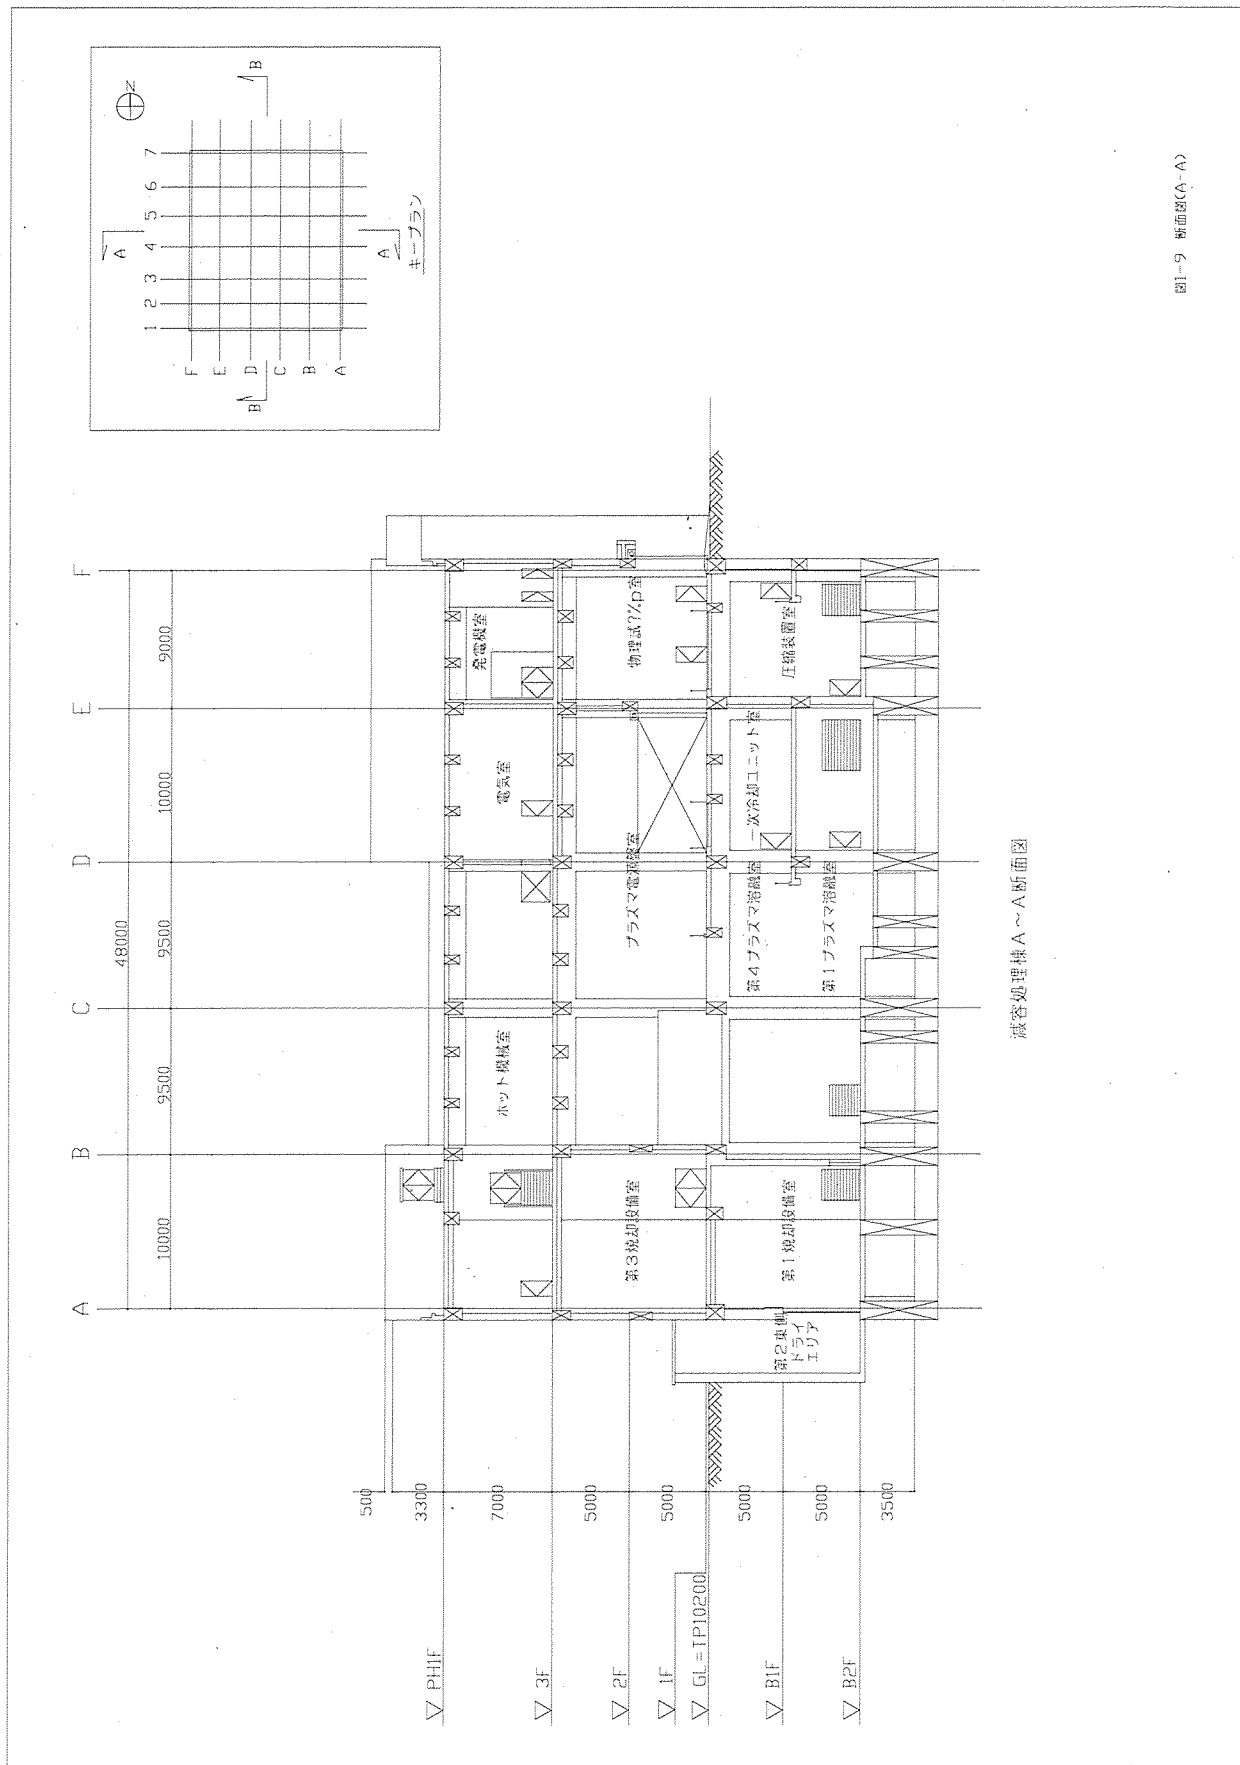 キープラン
N
1 2 3 4 5 6 7
F
E
D
C
B
A
A
A
B
B
48000
10000 9500 9500 10000 9000
A B C D E F
500
3300
7000
5000
5000
5000
5000
3500
▽ PH1F
▽ 3F
▽ 2F
▽ 1F
▽ GL=TP10200
▽ B1F
▽ B2F
ホット機械室
電気室
発電機室
第3焼却設備室
プラズマ電源盤室
物理試?%p室
第1焼却設備室
第4プラズマ溶融室
第1プラズマ溶融室
一次冷却ユニット室
圧縮装置室
第2東側
ドライ
エリア
減容処理棟A~A断面図
図1-9 断面図(A-A)